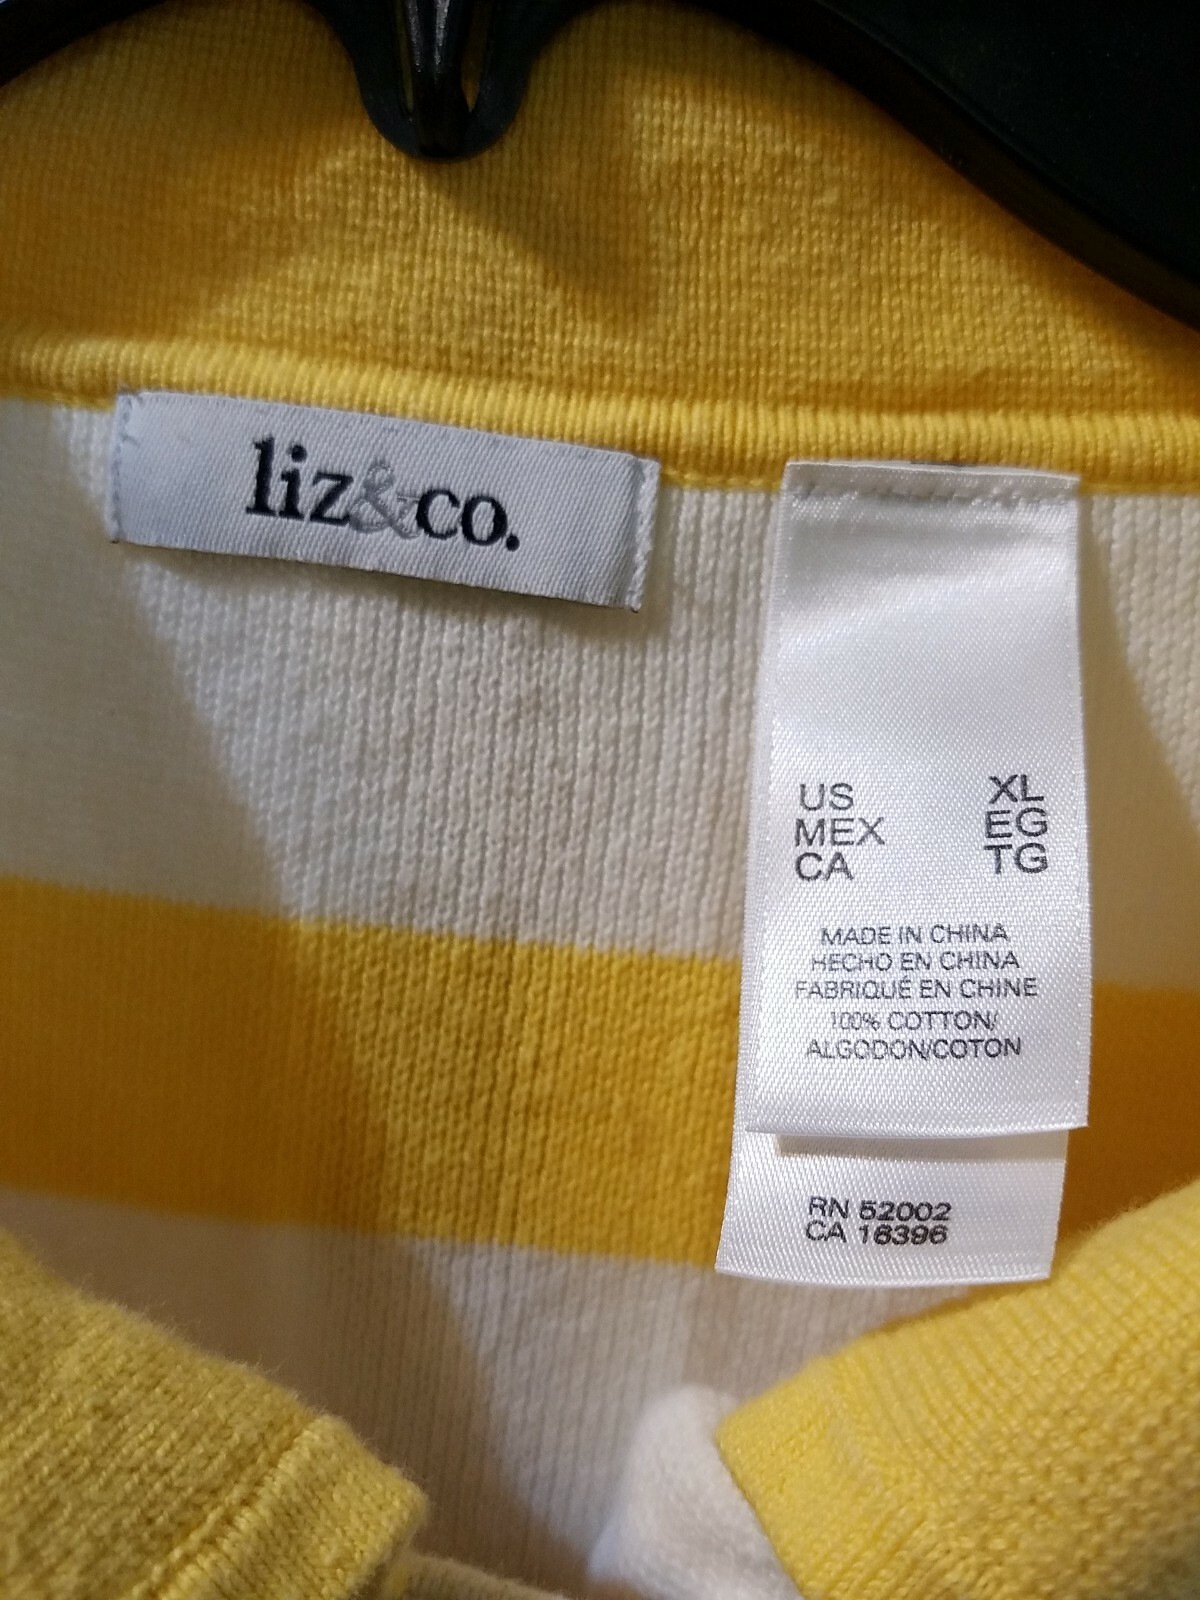 liz&co.
US XL
MEX EG
CA TG
MADE IN CHINA
HECHO EN CHINA
FABRIQUÉ EN CHINE
100% COTTON/
ALGODON/COTON
RN 52002
CA 16396